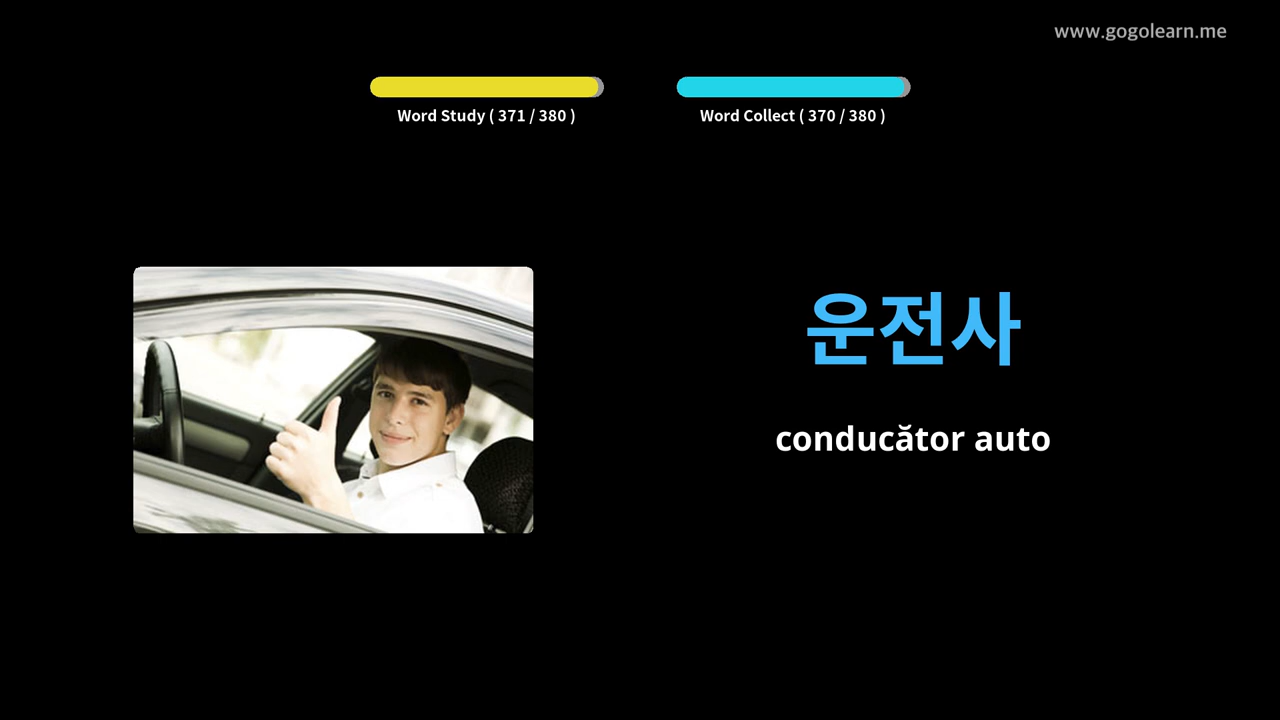 www.gogolearn.me
Word Study ( 371 / 380 )
Word Collect ( 370 / 380 )
운전사
conducător auto